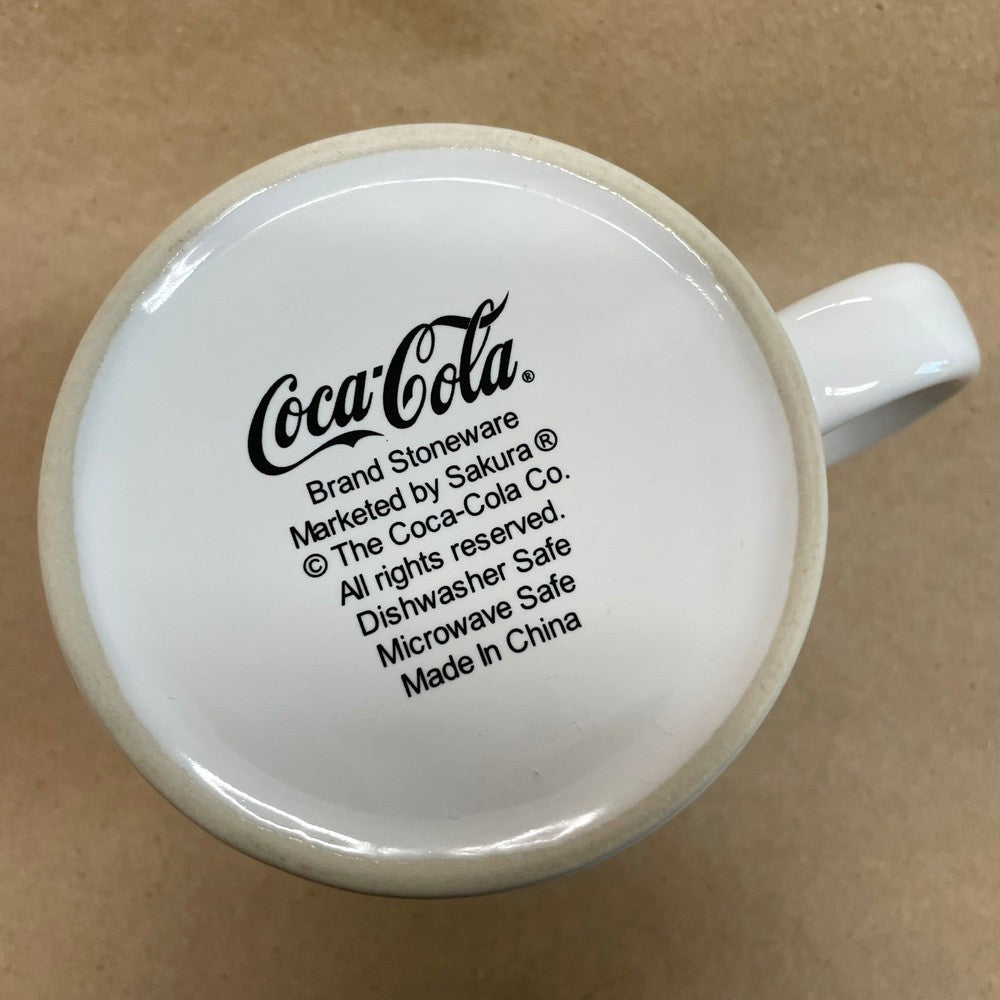 Coca-Cola®
Brand Stoneware
Marketed by Sakura ®
© The Coca-Cola Co.
All rights reserved.
Dishwasher Safe
Microwave Safe
Made In China